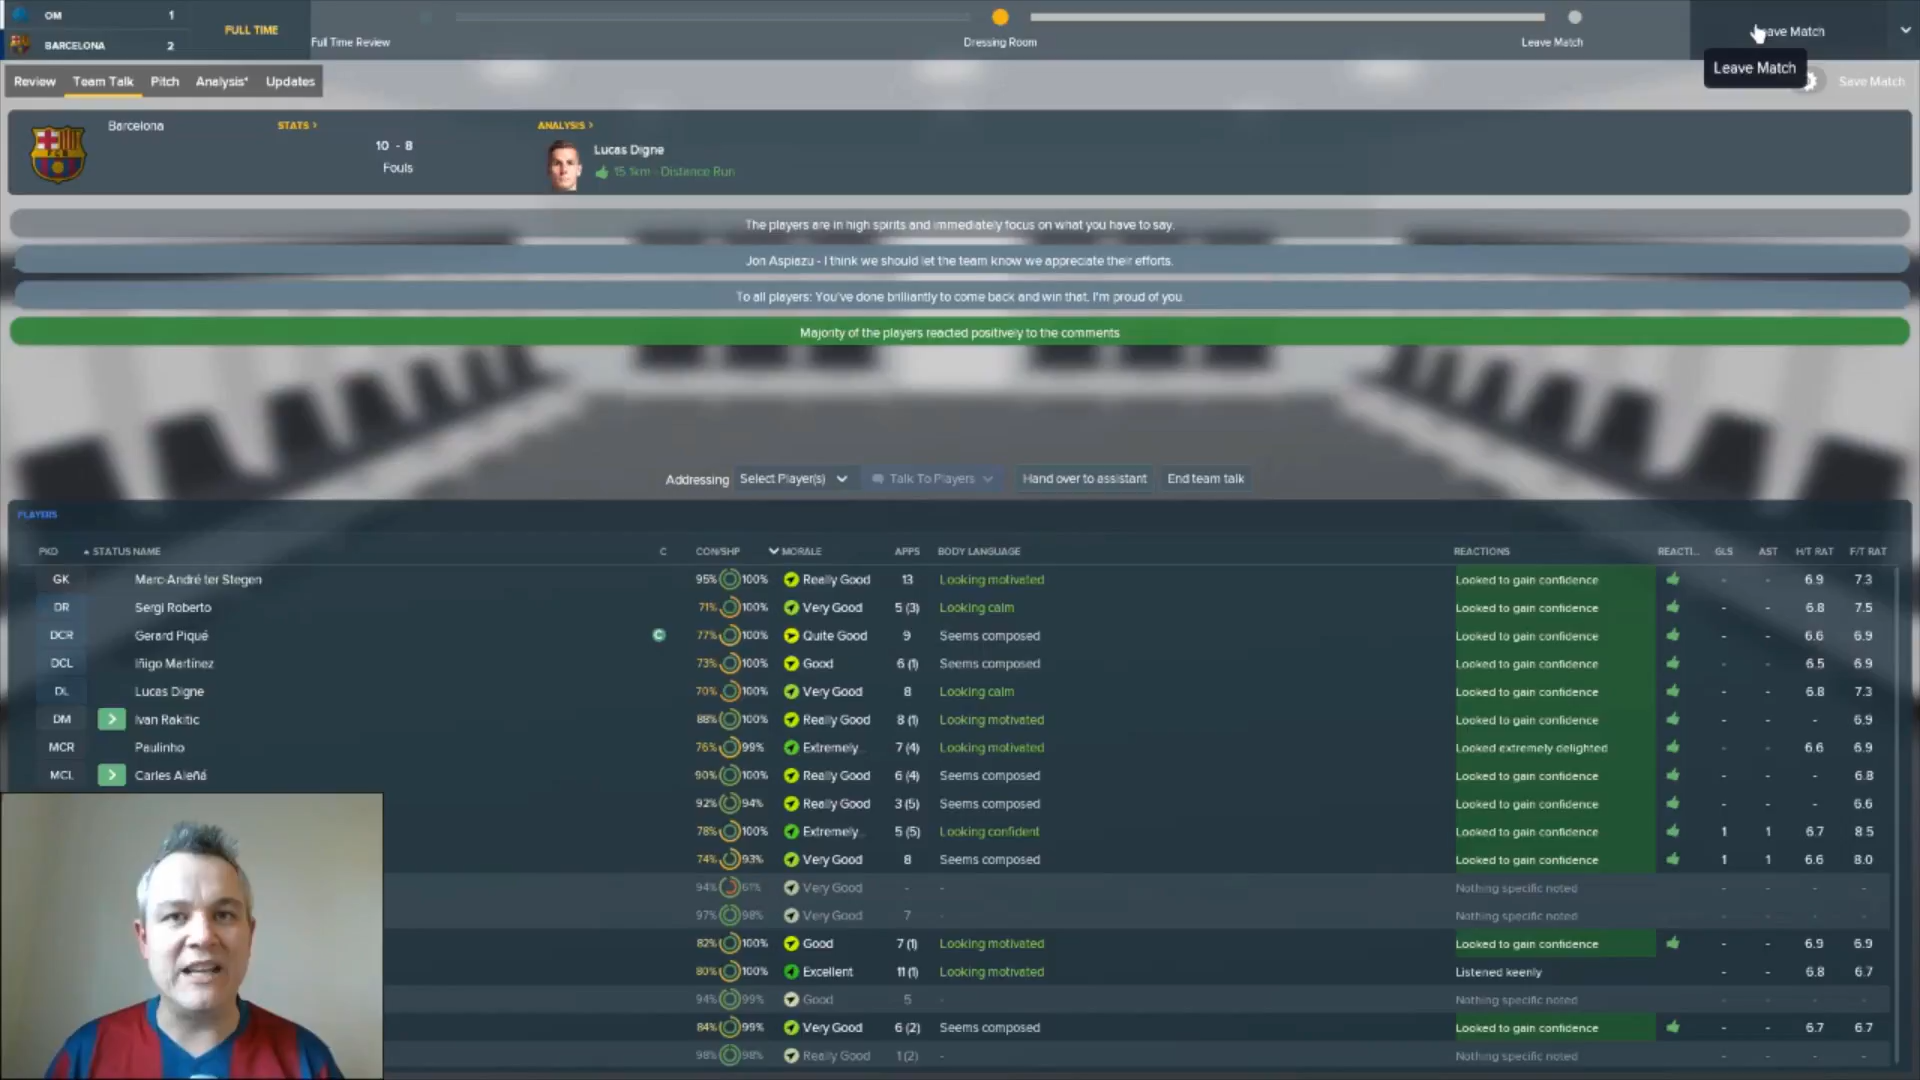 OM 1
BARCELONA 2
FULL TIME
Full Time Review
Dressing Room
Leave Match
Leave Match
Leave Match
Review Team Talk Pitch Analysis* Updates
Save Match
Barcelona
STATS >
10 - 8
Fouls
ANALYSIS >
Lucas Digne
15.1km - Distance Run
The players are in high spirits and immediately focus on what you have to say.
Jon Aspiazu - I think we should let the team know we appreciate their efforts.
To all players: You've done brilliantly to come back and win that. I'm proud of you.
Majority of the players reacted positively to the comments
Addressing Select Player(s) Talk To Players Hand over to assistant End team talk
PLAYERS
PKD STATUS NAME C CON/SHP MORALE APPS BODY LANGUAGE REACTIONS REACTI... GLS AST H/T RAT F/T RAT
GK Marc-André ter Stegen 95% 100% Really Good 13 Looking motivated Looked to gain confidence - - 6.9 7.3
DR Sergi Roberto 71% 100% Very Good 5 (3) Looking calm Looked to gain confidence - - 6.8 7.5
DCR Gerard Piqué C 77% 100% Quite Good 9 Seems composed Looked to gain confidence - - 6.6 6.9
DCL Iñigo Martínez 73% 100% Good 6 (1) Seems composed Looked to gain confidence - - 6.5 6.9
DL Lucas Digne 70% 100% Very Good 8 Looking calm Looked to gain confidence - - 6.8 7.3
DM Ivan Rakitic 88% 100% Really Good 8 (1) Looking motivated Looked to gain confidence - - - 6.9
MCR Paulinho 76% 99% Extremely... 7 (4) Looking motivated Looked extremely delighted - - 6.6 6.9
MCL Carles Aleñá 90% 100% Really Good 6 (4) Seems composed Looked to gain confidence - - - 6.8
92% 94% Really Good 3 (5) Seems composed Looked to gain confidence - - - 6.6
78% 100% Extremely... 5 (5) Looking confident Looked to gain confidence 1 1 6.7 8.5
74% 93% Very Good 8 Seems composed Looked to gain confidence 1 1 6.6 8.0
94% 61% Very Good - - Nothing specific noted - - - -
97% 98% Very Good 7 - Nothing specific noted - - - -
82% 100% Good 7 (1) Looking motivated Looked to gain confidence - - 6.9 6.9
80% 100% Excellent 11 (1) Looking motivated Listened keenly - - 6.8 6.7
94% 99% Good 5 - Nothing specific noted - - - -
84% 99% Very Good 6 (2) Seems composed Looked to gain confidence - - 6.7 6.7
98% 98% Really Good 1 (2) - Nothing specific noted - - - -